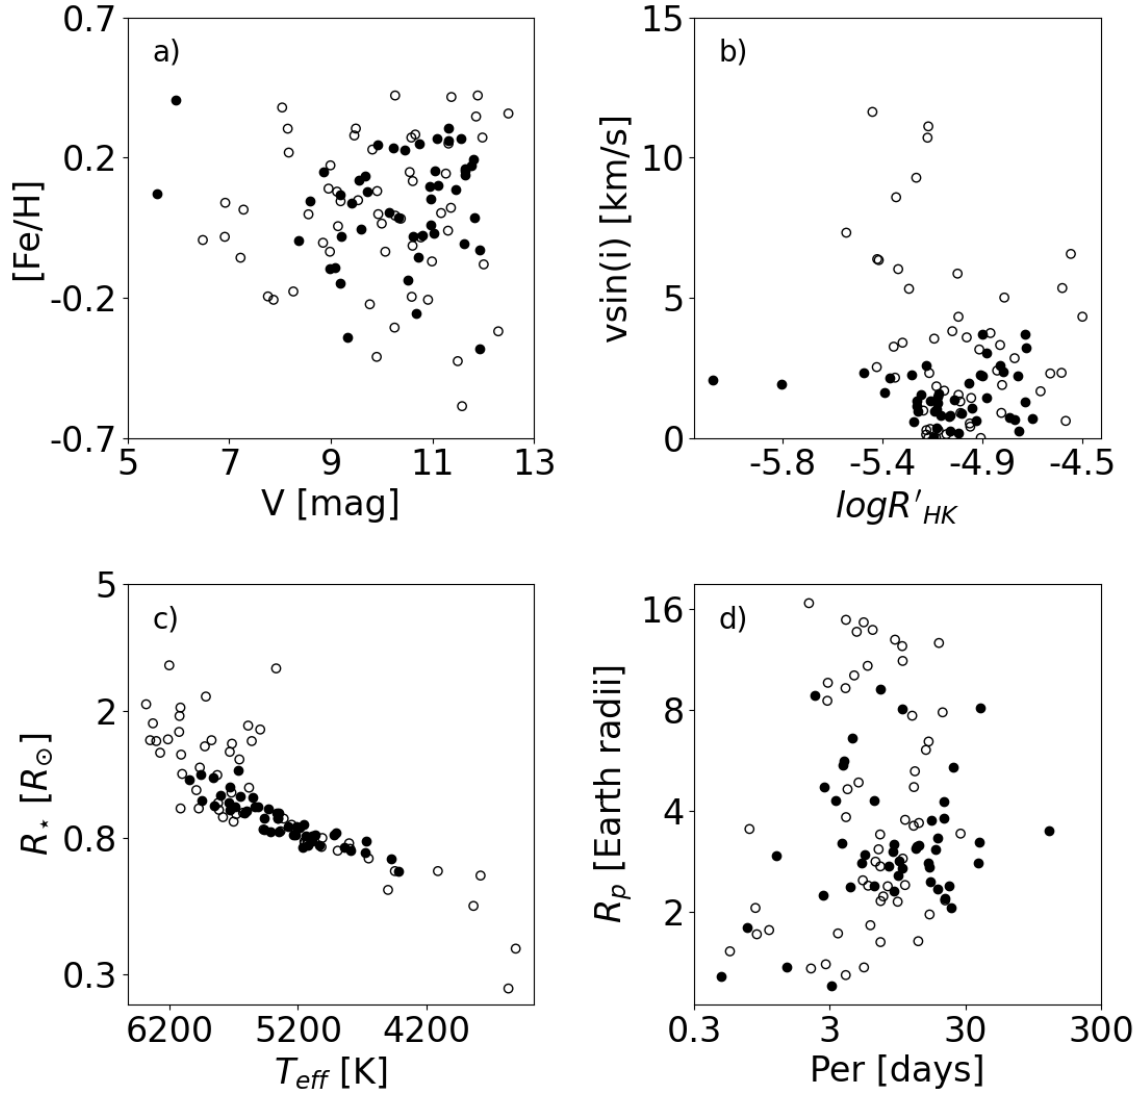 a)
0.7
0.2
-0.2
-0.7
[Fe/H]
5 7 9 11 13
V [mag]
b)
15
10
5
0
vsin(i) [km/s]
-5.8 -5.4 -4.9 -4.5
logR'HK
c)
5
2
0.8
0.3
R⋆ [R⊙]
6200 5200 4200
Teff [K]
d)
16
8
4
2
Rp [Earth radii]
0.3 3 30 300
Per [days]